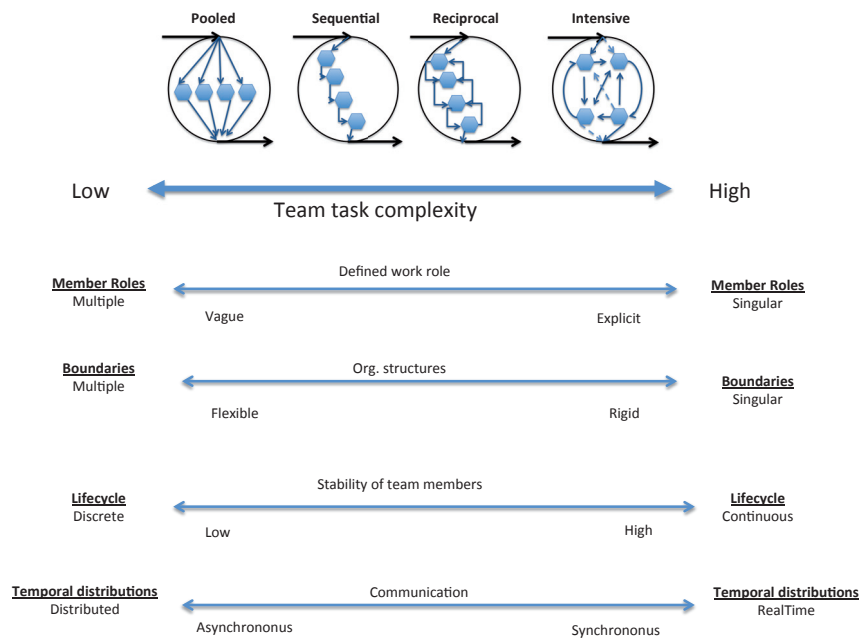 Pooled Sequential Reciprocal Intensive
Low High
Team task complexity
Defined work role
Member Roles Member Roles
Multiple Singular
Vague Explicit
Boundaries Org. structures Boundaries
Multiple Singular
Flexible Rigid
Stability of team members
Lifecycle Lifecycle
Discrete Continuous
Low High
Temporal distributions Communication Temporal distributions
Distributed RealTime
Asynchrononus Synchrononus